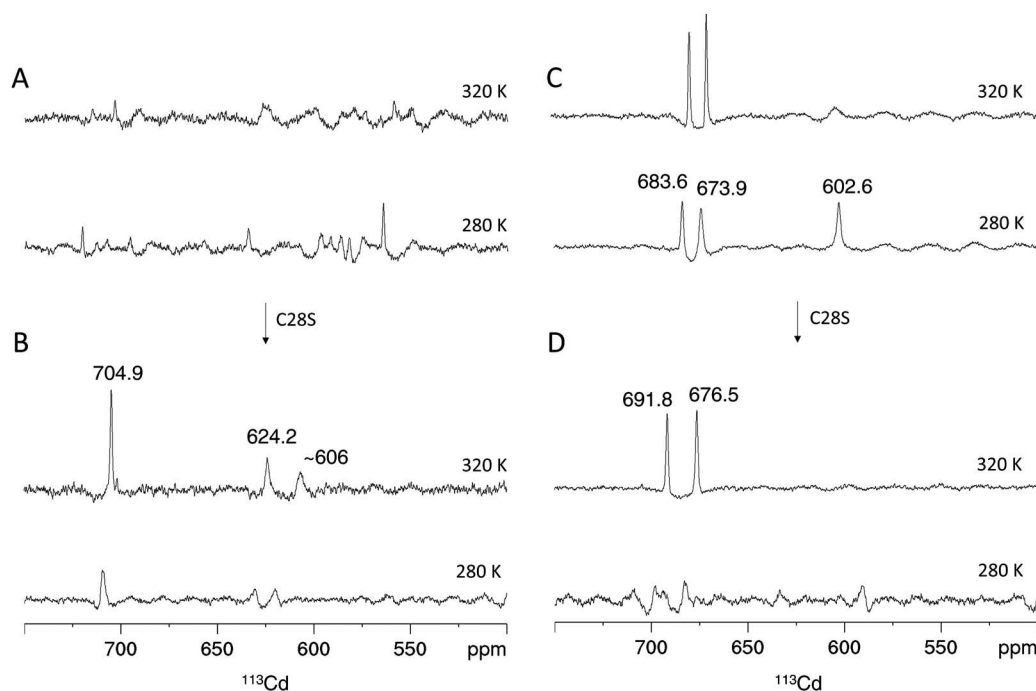 A
320 K
280 K
C28S
B
704.9
624.2
~606
320 K
280 K
700
650
600
550
ppm
113Cd
C
320 K
683.6
673.9
602.6
280 K
C28S
D
691.8
676.5
320 K
280 K
700
650
600
550
ppm
113Cd